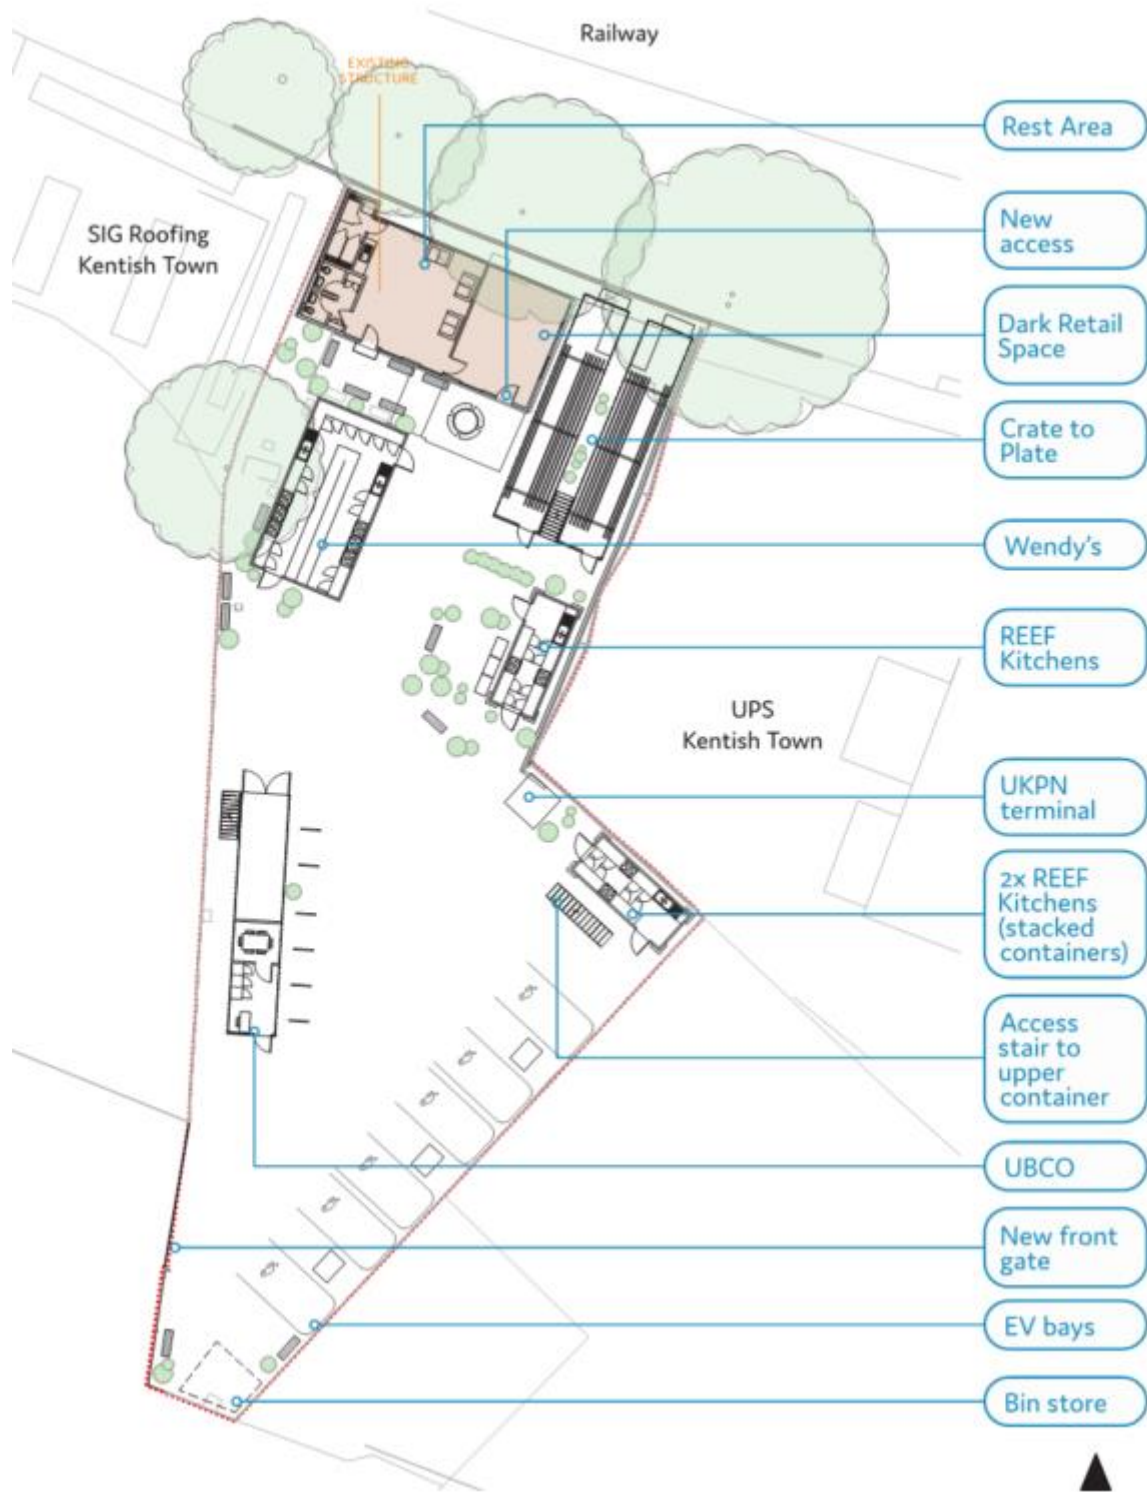 Railway
EXISTING
STRUCTURE
Rest Area
SIG Roofing
Kentish Town
New
access
Dark Retail
Space
Crate to
Plate
Wendy's
REEF
Kitchens
UPS
Kentish Town
UKPN
terminal
2x REEF
Kitchens
(stacked
containers)
Access
stair to
upper
container
UBCO
New front
gate
EV bays
Bin store